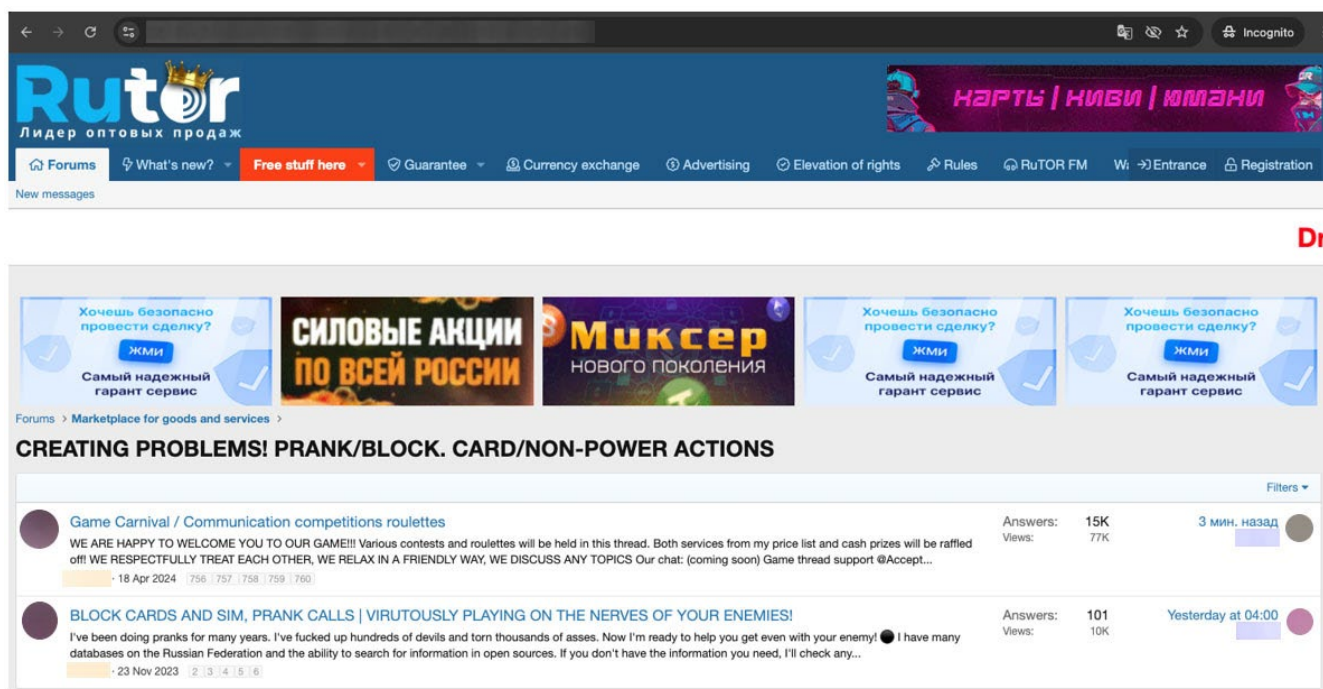 Incognito
Rutor
Лидер оптовых продаж
КАРТЫ | КИВИ | ЮМАНИ
Forums What's new? Free stuff here Guarantee Currency exchange Advertising Elevation of rights Rules RuTOR FM Entrance Registration
New messages
Хочешь безопасно
провести сделку?
ЖМИ
Самый надежный
гарант сервис
СИЛОВЫЕ АКЦИИ
ПО ВСЕЙ РОССИИ
Миксер
НОВОГО ПОКОЛЕНИЯ
Хочешь безопасно
провести сделку?
ЖМИ
Самый надежный
гарант сервис
Хочешь безопасно
провести сделку?
ЖМИ
Самый надежный
гарант сервис
Forums > Marketplace for goods and services >
CREATING PROBLEMS! PRANK/BLOCK. CARD/NON-POWER ACTIONS
Filters
Game Carnival / Communication competitions roulettes
WE ARE HAPPY TO WELCOME YOU TO OUR GAME!!! Various contests and roulettes will be held in this thread. Both services from my price list and cash prizes will be raffled
off! WE RESPECTFULLY TREAT EACH OTHER, WE RELAX IN A FRIENDLY WAY, WE DISCUSS ANY TOPICS Our chat: (coming soon) Game thread support @Accept...
· 18 Apr 2024 756 757 758 759 760
Answers: 15K
Views: 77K
3 мин. назад
BLOCK CARDS AND SIM, PRANK CALLS | VIRUTOUSLY PLAYING ON THE NERVES OF YOUR ENEMIES!
I've been doing pranks for many years. I've fucked up hundreds of devils and torn thousands of asses. Now I'm ready to help you get even with your enemy! I have many
databases on the Russian Federation and the ability to search for information in open sources. If you don't have the information you need, I'll check any...
· 23 Nov 2023 2 3 4 5 6
Answers: 101
Views: 10K
Yesterday at 04:00